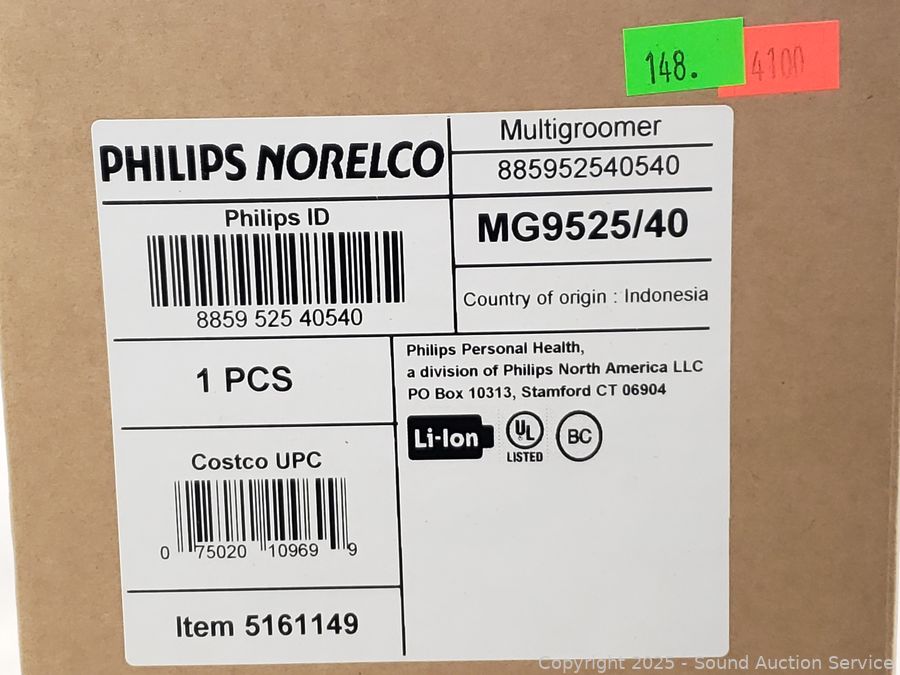 148.
4100
PHILIPS NORELCO
Multigroomer
885952540540
MG9525/40
Country of origin : Indonesia
Philips ID
8859 525 40540
1 PCS
Philips Personal Health,
a division of Philips North America LLC
PO Box 10313, Stamford CT 06904
Li-Ion
UL
LISTED
BC
Costco UPC
0 75020 10969 9
Item 5161149
Copyright 2025 - Sound Auction Service